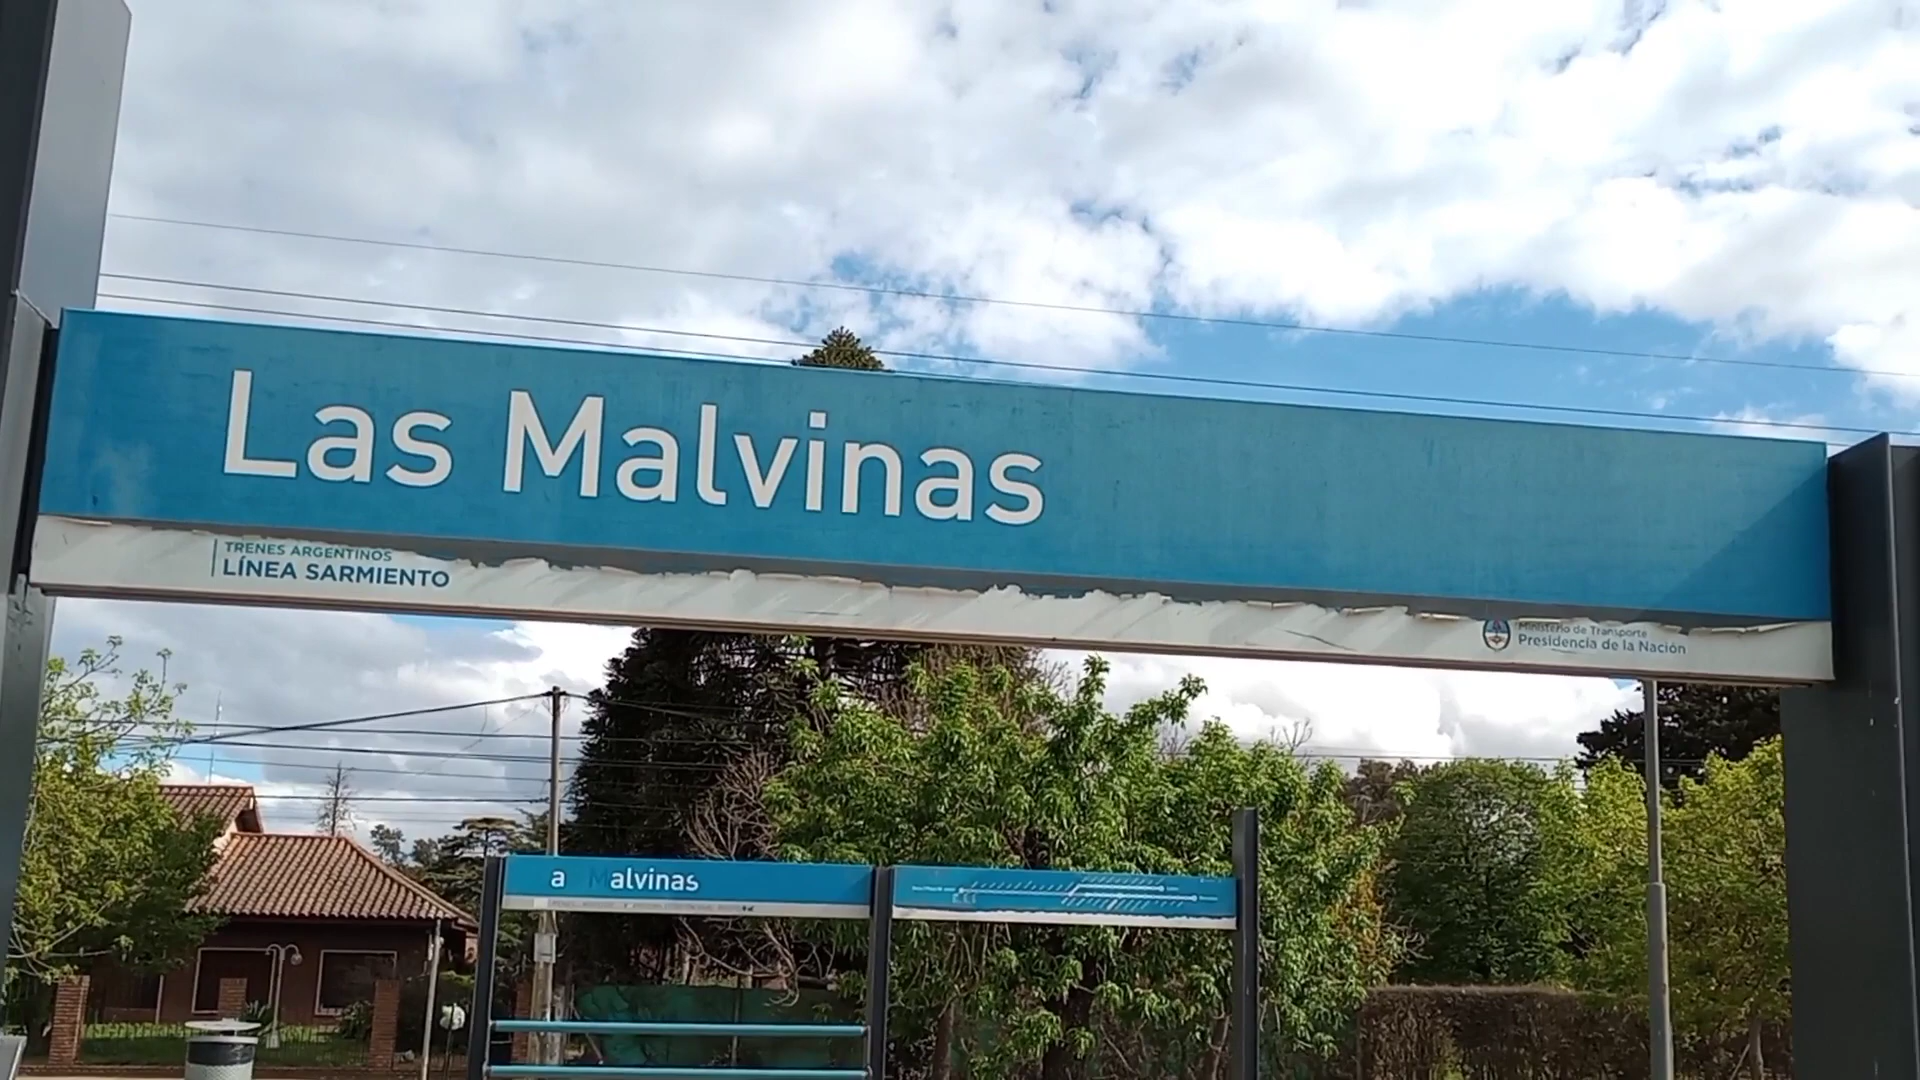 Las Malvinas
TRENES ARGENTINOS
LÍNEA SARMIENTO
Ministerio de Transporte
Presidencia de la Nación
a Malvinas